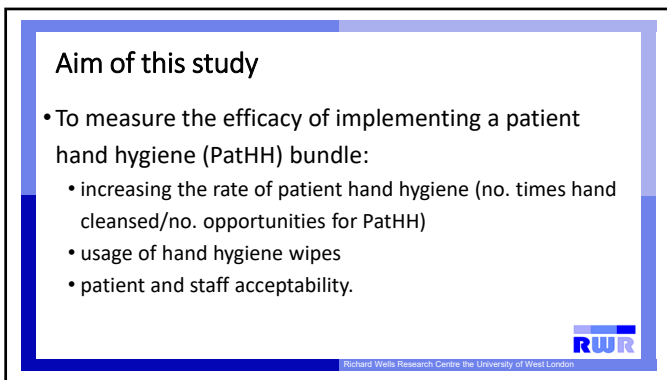 Aim of this study
• To measure the efficacy of implementing a patient
hand hygiene (PatHH) bundle:
• increasing the rate of patient hand hygiene (no. times hand
cleansed/no. opportunities for PatHH)
• usage of hand hygiene wipes
• patient and staff acceptability.
RWR
Richard Wells Research Centre the University of West London